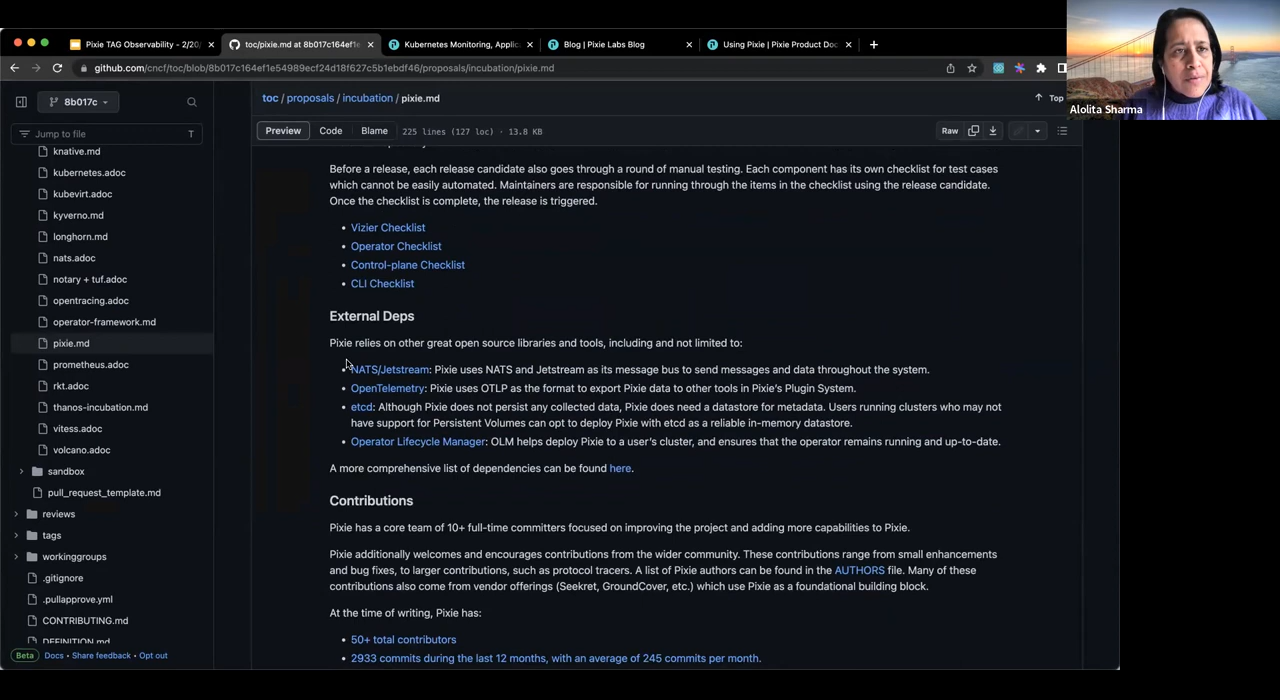 Pixie TAG Observability - 2/20/
toc/pixie.md at 8b017c164ef1e
Kubernetes Monitoring, Applic
Blog | Pixie Labs Blog
Using Pixie | Pixie Product Doc
github.com/cncf/toc/blob/8b017c164ef1e54989ecf24d18f627c5b1ebdf46/proposals/incubation/pixie.md
Alolita Sharma
8b017c
toc / proposals / incubation / pixie.md
Top
Jump to file
T
Preview
Code
Blame
225 lines (127 loc) · 13.8 KB
Raw
knative.md
kubernetes.adoc
kubevirt.adoc
kyverno.md
longhorn.md
nats.adoc
notary + tuf.adoc
opentracing.adoc
operator-framework.md
pixie.md
prometheus.adoc
rkt.adoc
thanos-incubation.md
vitess.adoc
volcano.adoc
sandbox
pull_request_template.md
reviews
tags
workinggroups
.gitignore
.pullapprove.yml
CONTRIBUTING.md
DEFINITION.md
Beta Docs · Share feedback · Opt out
Before a release, each release candidate also goes through a round of manual testing. Each component has its own checklist for test cases
which cannot be easily automated. Maintainers are responsible for running through the items in the checklist using the release candidate.
Once the checklist is complete, the release is triggered.
• Vizier Checklist
• Operator Checklist
• Control-plane Checklist
• CLI Checklist
External Deps
Pixie relies on other great open source libraries and tools, including and not limited to:
• NATS/Jetstream: Pixie uses NATS and Jetstream as its message bus to send messages and data throughout the system.
• OpenTelemetry: Pixie uses OTLP as the format to export Pixie data to other tools in Pixie's Plugin System.
• etcd: Although Pixie does not persist any collected data, Pixie does need a datastore for metadata. Users running clusters who may not
have support for Persistent Volumes can opt to deploy Pixie with etcd as a reliable in-memory datastore.
• Operator Lifecycle Manager: OLM helps deploy Pixie to a user's cluster, and ensures that the operator remains running and up-to-date.
A more comprehensive list of dependencies can be found here.
Contributions
Pixie has a core team of 10+ full-time committers focused on improving the project and adding more capabilities to Pixie.
Pixie additionally welcomes and encourages contributions from the wider community. These contributions range from small enhancements
and bug fixes, to larger contributions, such as protocol tracers. A list of Pixie authors can be found in the AUTHORS file. Many of these
contributions also come from vendor offerings (Seekret, GroundCover, etc.) which use Pixie as a foundational building block.
At the time of writing, Pixie has:
• 50+ total contributors
• 2933 commits during the last 12 months, with an average of 245 commits per month.